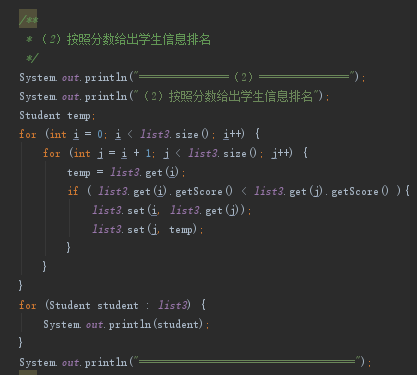 /**
 * （2）按照分数给出学生信息排名
 */
System.out.println("===============（2）===============");
System.out.println("（2）按照分数给出学生信息排名");
Student temp;
for (int i = 0; i < list3.size(); i++) {
    for (int j = i + 1; j < list3.size(); j++) {
        temp = list3.get(i);
        if ( list3.get(i).getScore() < list3.get(j).getScore() ){
            list3.set(i, list3.get(j));
            list3.set(j, temp);
        }
    }
}
for (Student student : list3) {
    System.out.println(student);
}
System.out.println("====================================");